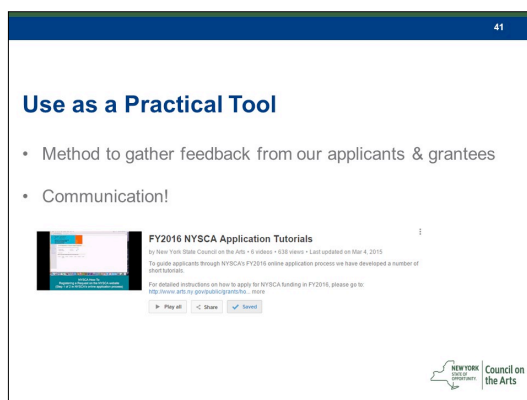 41
Use as a Practical Tool
• Method to gather feedback from our applicants & grantees
• Communication!
FY2016 NYSCA Application Tutorials
by New York State Council on the Arts • 6 videos • 638 views • Last updated on Mar 4, 2015
To guide applicants through NYSCA's FY2016 online application process we have developed a number of
short tutorials.
For detailed instructions on how to apply for NYSCA funding in FY2016, please go to:
http://www.arts.ny.gov/public/grants/ho... more
Play all Share Saved
NYSCA How-To:
NEW YORK
STATE OF
OPPORTUNITY
Council on
the Arts